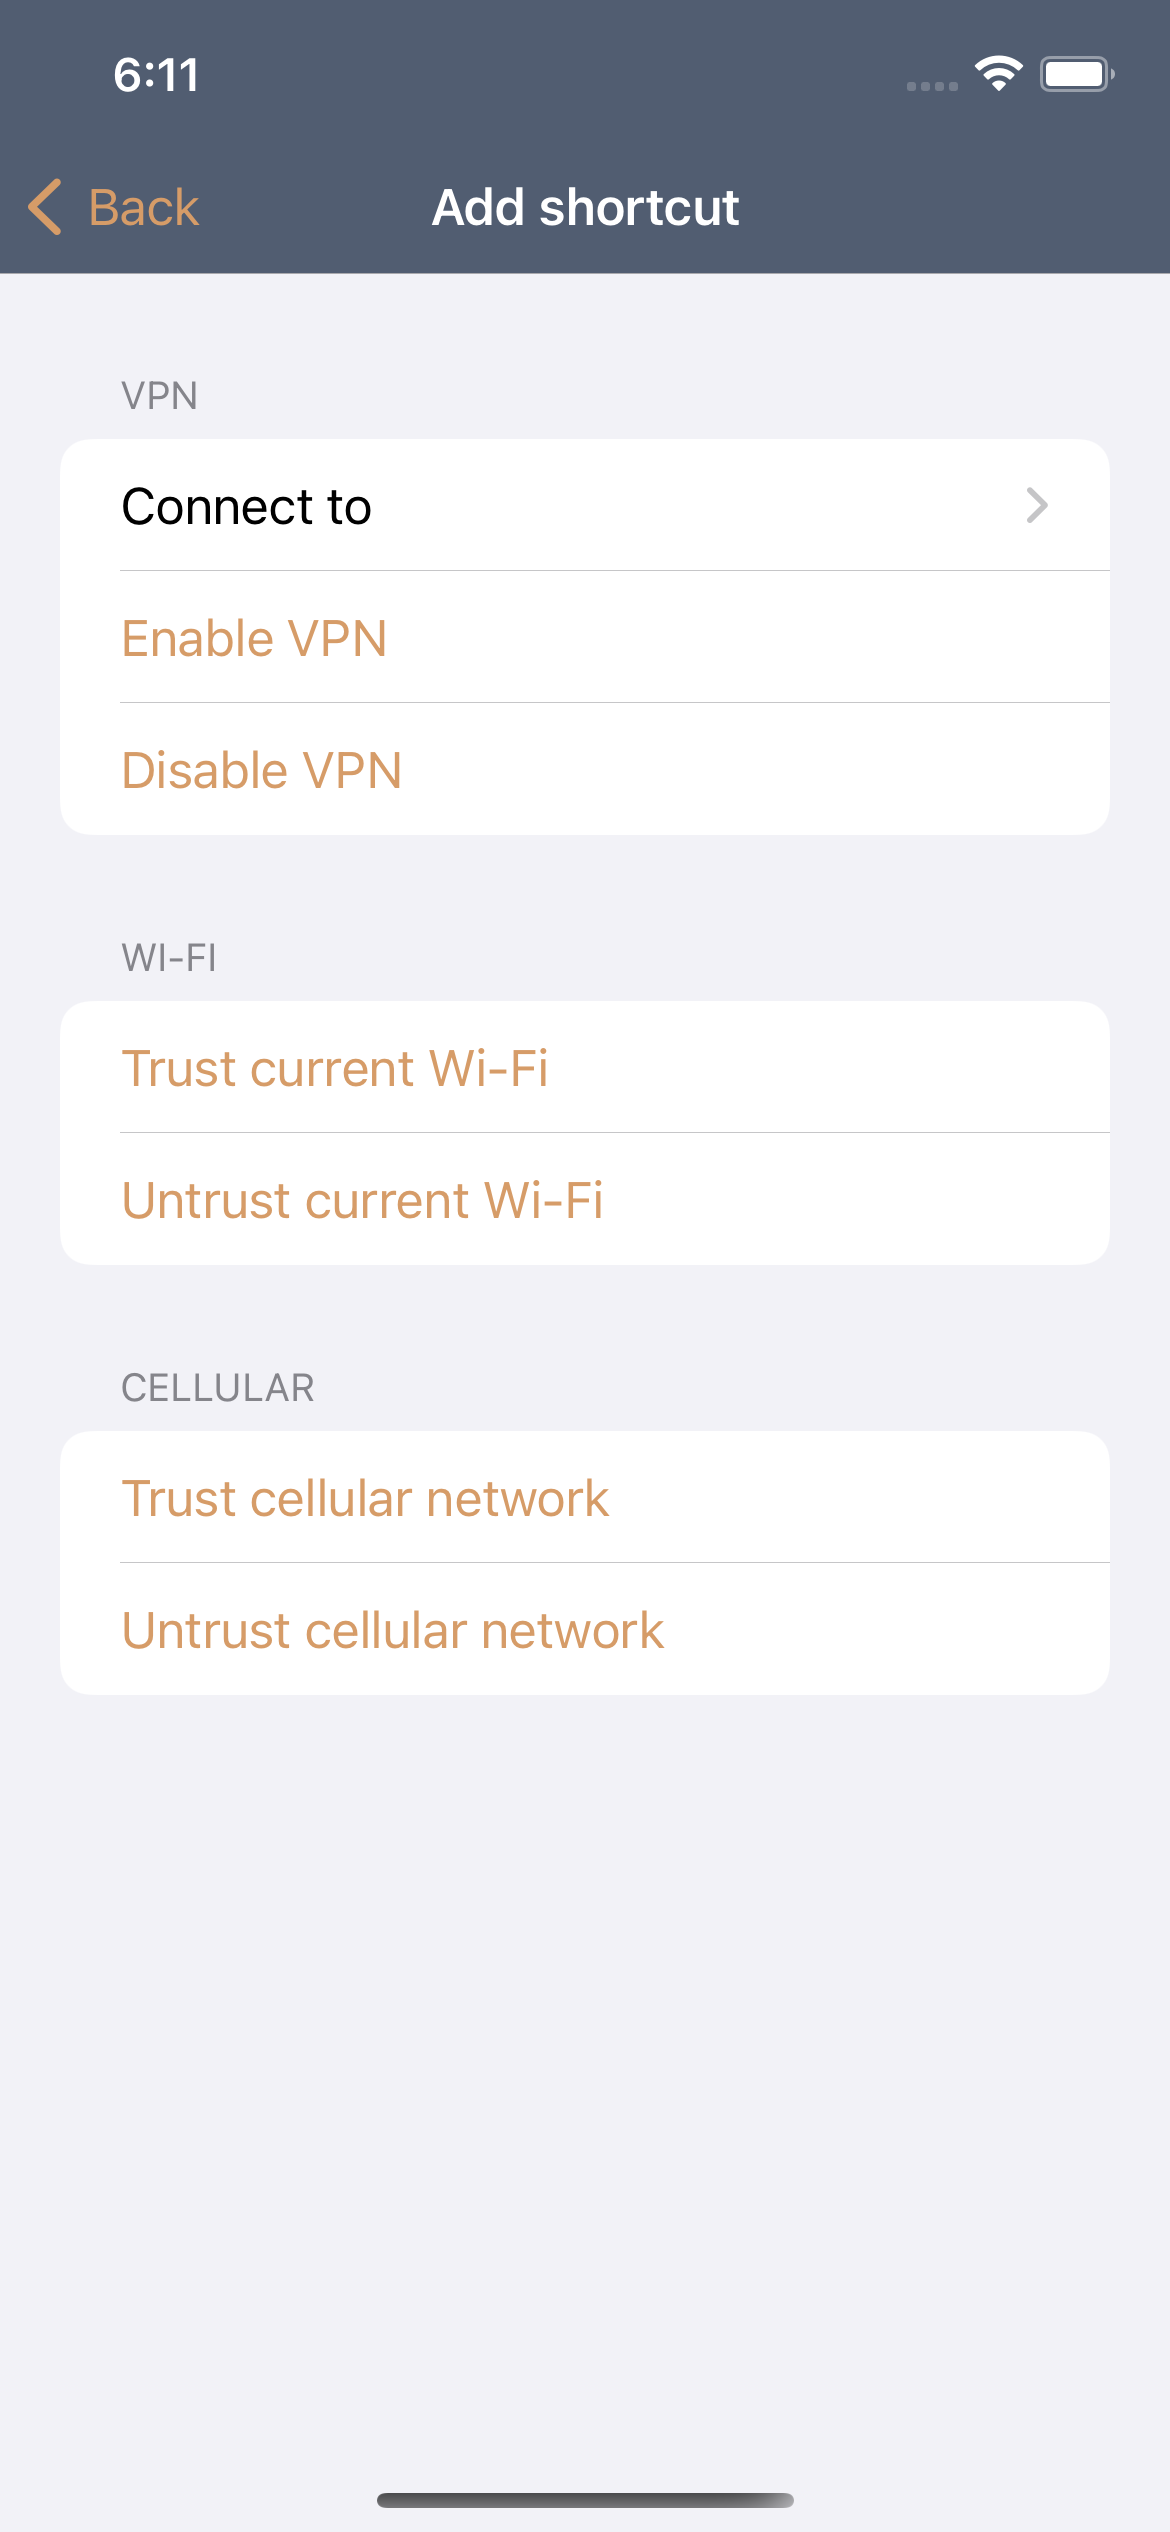 6:11
Back
Add shortcut
VPN
Connect to
Enable VPN
Disable VPN
WI-FI
Trust current Wi-Fi
Untrust current Wi-Fi
CELLULAR
Trust cellular network
Untrust cellular network